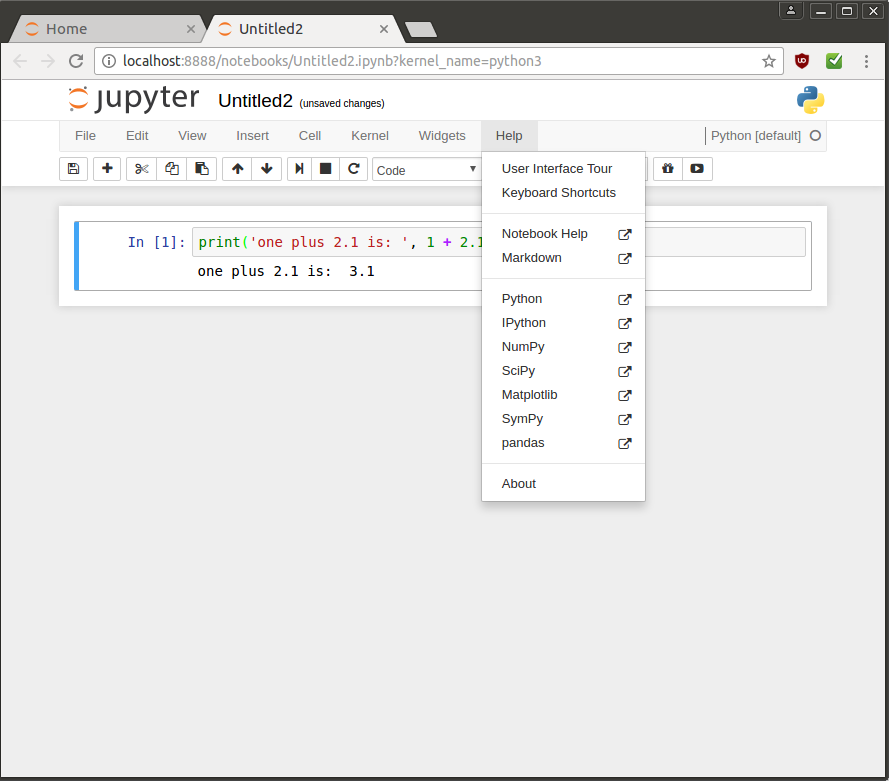 Home
Untitled2
localhost:8888/notebooks/Untitled2.ipynb?kernel_name=python3
jupyter Untitled2 (unsaved changes)
File Edit View Insert Cell Kernel Widgets Help Python [default]
Code
User Interface Tour
Keyboard Shortcuts
Notebook Help
Markdown
Python
IPython
NumPy
SciPy
Matplotlib
SymPy
pandas
About
In [1]: print('one plus 2.1 is: ', 1 + 2.1
one plus 2.1 is:  3.1